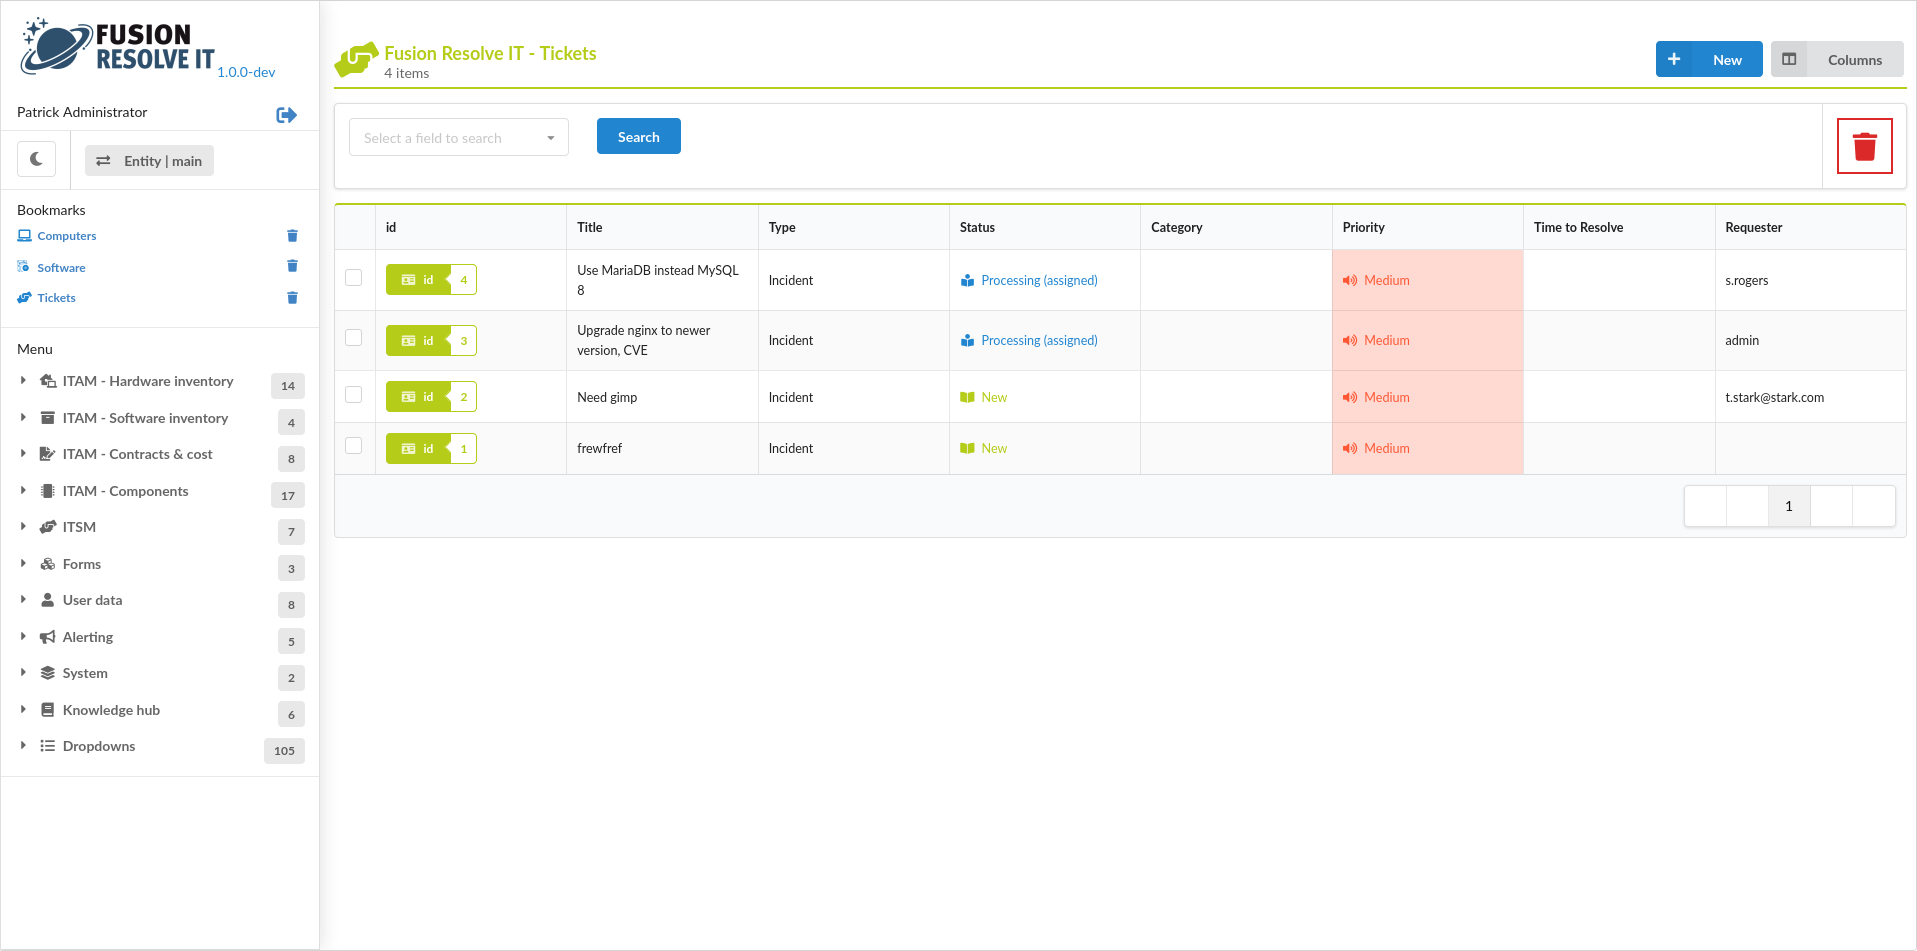 FUSION
RESOLVE IT
1.0.0-dev
Patrick Administrator
Entity | main
Bookmarks
Computers
Software
Tickets
Menu
ITAM - Hardware inventory 14
ITAM - Software inventory 4
ITAM - Contracts & cost 8
ITAM - Components 17
ITSM 7
Forms 3
User data 8
Alerting 5
System 2
Knowledge hub 6
Dropdowns 105
Fusion Resolve IT - Tickets
4 items
New
Columns
Select a field to search
Search
id Title Type Status Category Priority Time to Resolve Requester
id 4 Use MariaDB instead MySQL 8 Incident Processing (assigned) Medium s.rogers
id 3 Upgrade nginx to newer version, CVE Incident Processing (assigned) Medium admin
id 2 Need gimp Incident New Medium t.stark@stark.com
id 1 frewfref Incident New Medium
1